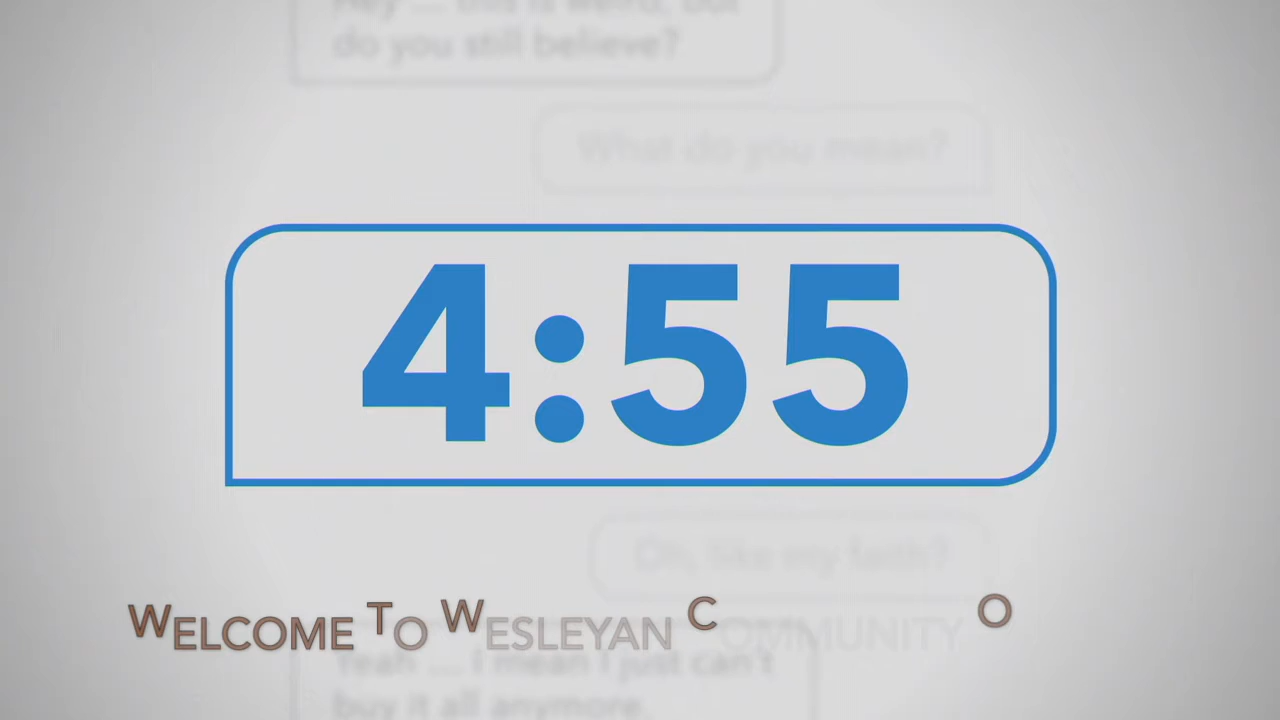 Hey ... this is weird, but
do you still believe?
What do you mean?
4:55
Oh, like my faith?
WELCOME TO WESLEYAN COMMUNITY O
Yeah ... I mean I just can't
buy it all anymore.